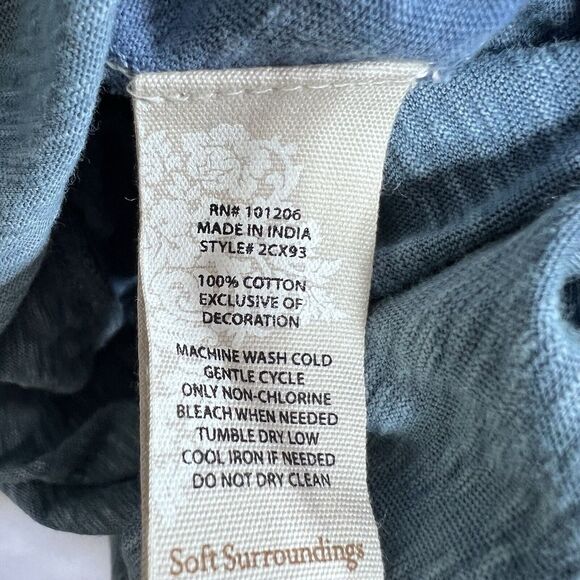 RN# 101206
MADE IN INDIA
STYLE# 2CX93
100% COTTON
EXCLUSIVE OF
DECORATION
MACHINE WASH COLD
GENTLE CYCLE
ONLY NON-CHLORINE
BLEACH WHEN NEEDED
TUMBLE DRY LOW
COOL IRON IF NEEDED
DO NOT DRY CLEAN
Soft Surroundings